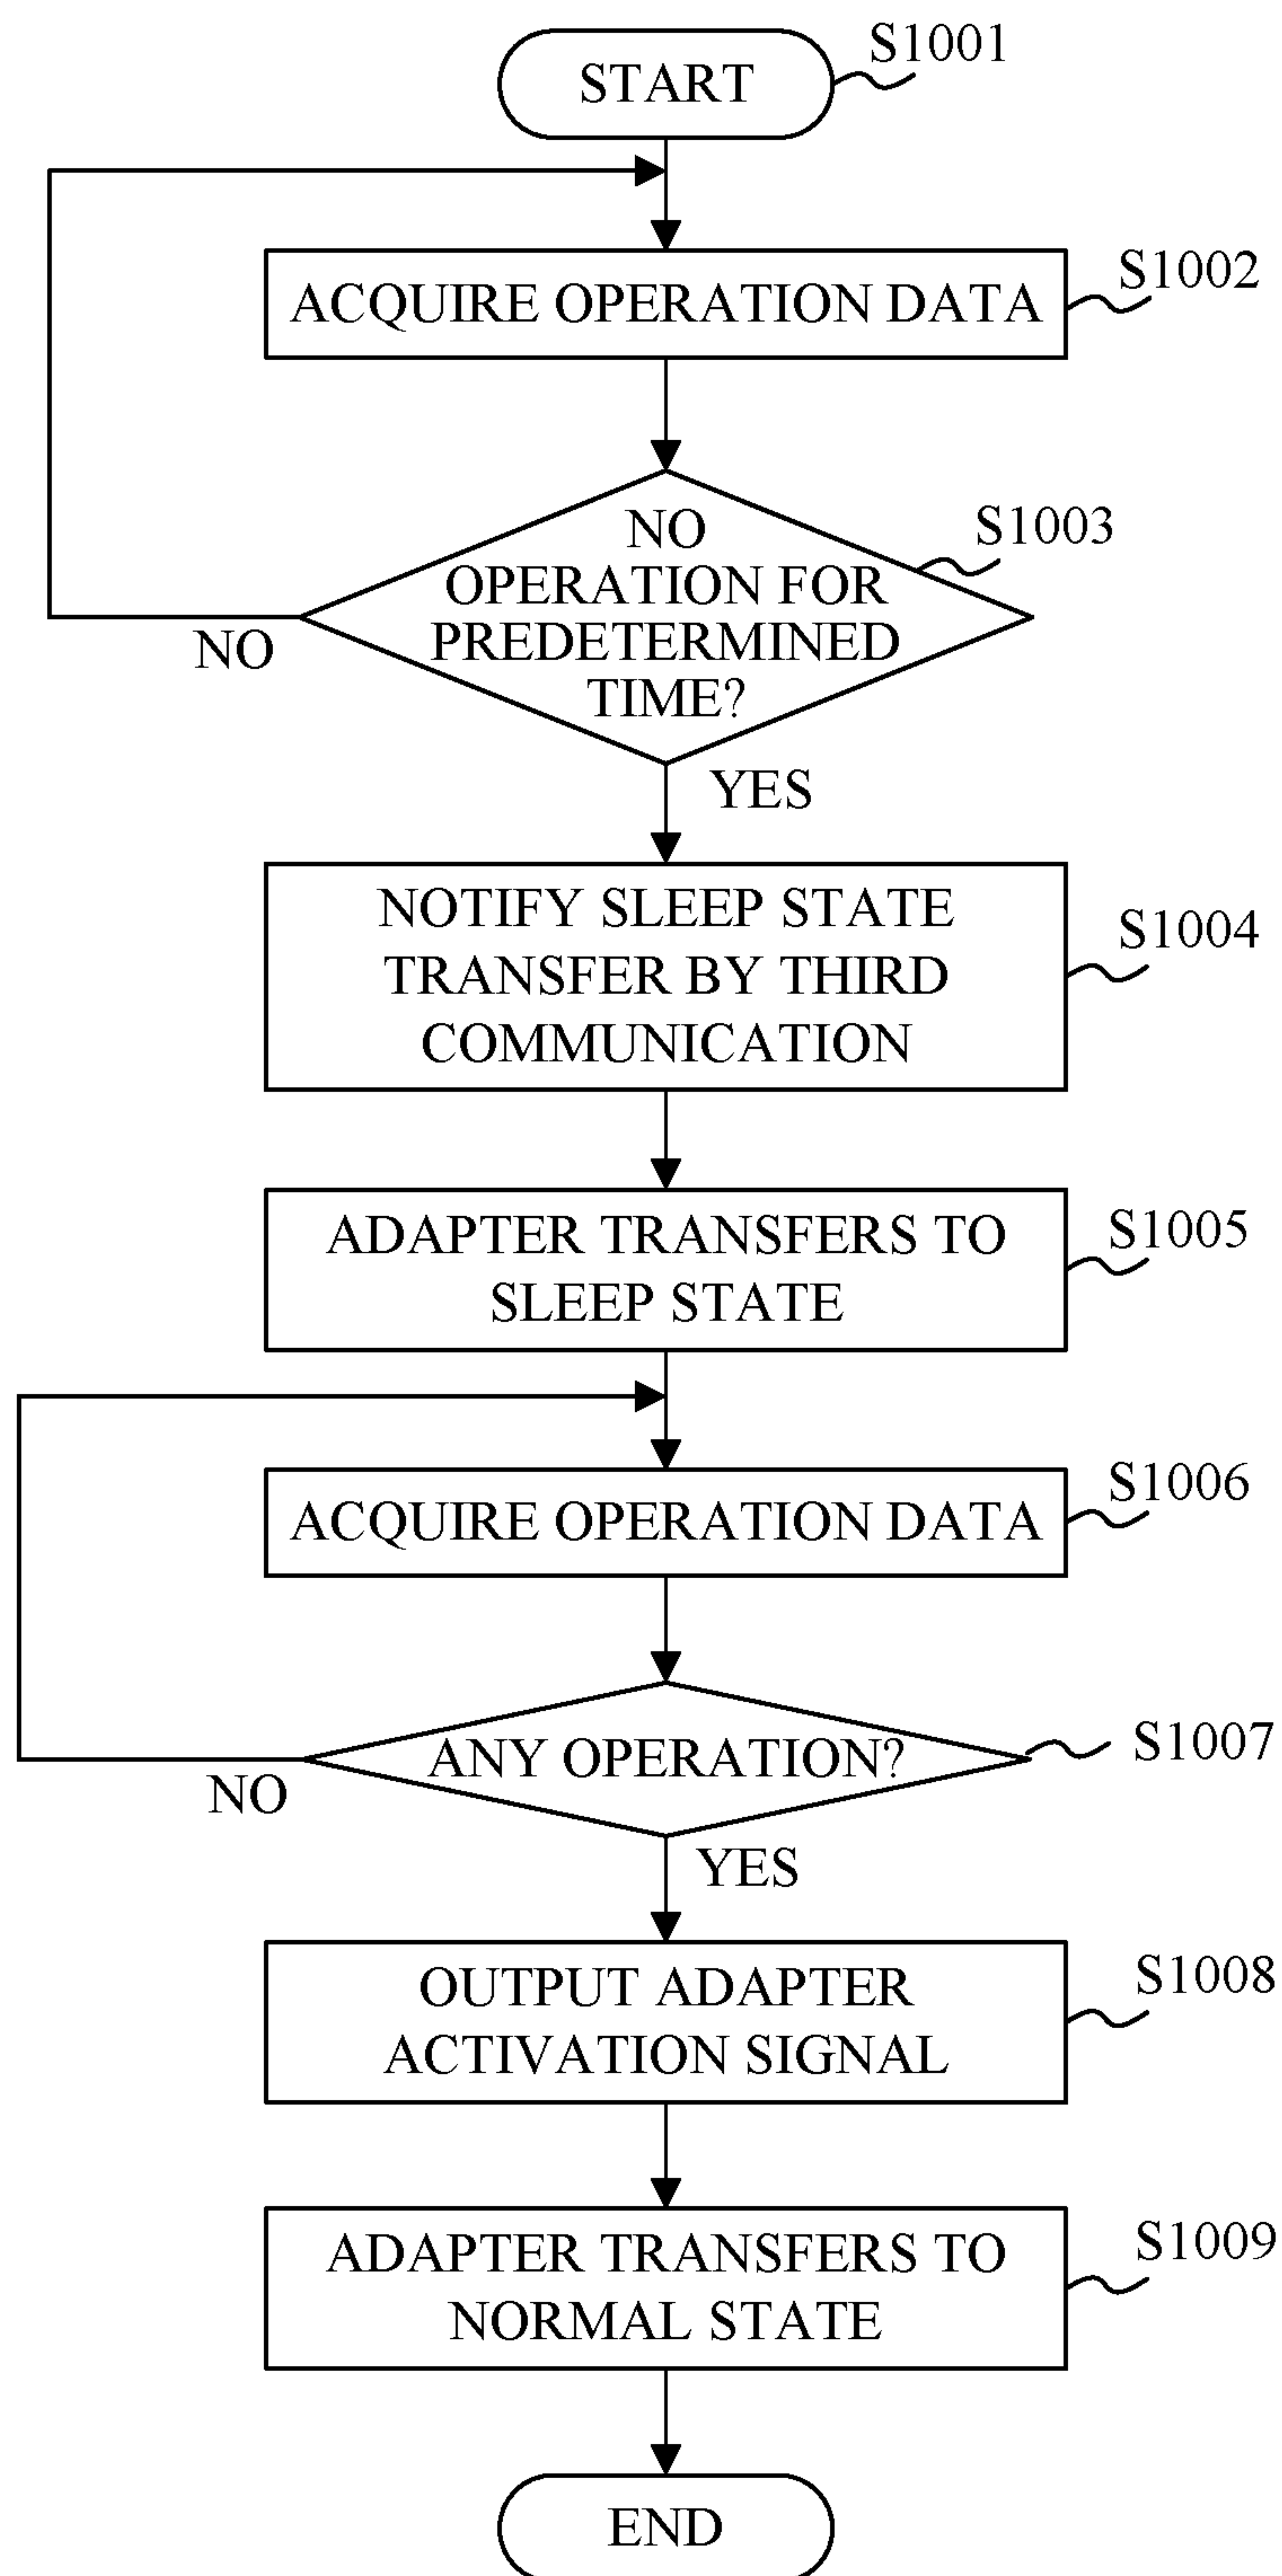 START
S1001
ACQUIRE OPERATION DATA
S1002
NO
OPERATION FOR
PREDETERMINED
TIME?
S1003
NO
YES
NOTIFY SLEEP STATE
TRANSFER BY THIRD
COMMUNICATION
S1004
ADAPTER TRANSFERS TO
SLEEP STATE
S1005
ACQUIRE OPERATION DATA
S1006
ANY OPERATION?
S1007
NO
YES
OUTPUT ADAPTER
ACTIVATION SIGNAL
S1008
ADAPTER TRANSFERS TO
NORMAL STATE
S1009
END